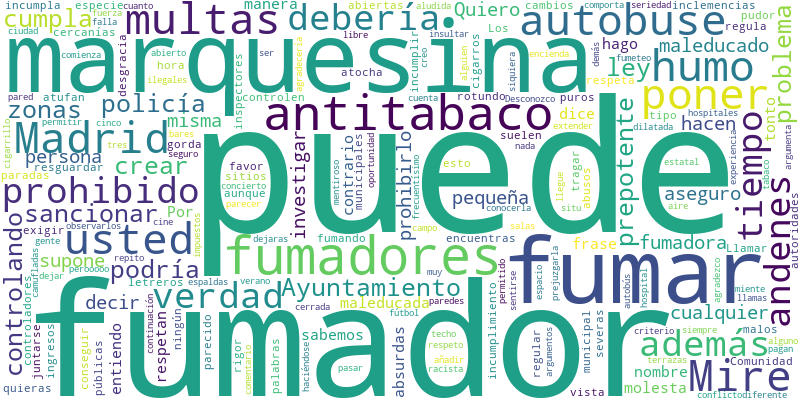 incumpla especie cuanto multas manera debería abiertas aludida cambios comporta seriedad inclemencias
cumpla fuerza falla Quiero autobuse pudor
ciudad cercanías comienza marquesina Los regula
desgracia abierto ilegales hora ser agradecería libre incumplir insultar creo cigarros hago maleducado problema
pared atufan misma inspectores atocha controlen cuenta rotundo Desconozco siquiera alguien ley respeta encienda demás humo fumeteo
zonas policía antitabaco puros dice extender tipo poner hospitales tonto
cigarrillo permitir Madrid cinco bares persona tres gorda seguro investigar contrario municipales favor sitios concierto aunque mentiroso esto oportunidad nada suelen hacen frase dilatada estatal tabaco experiencia argumenta autoridades
paradas resguardar crear parecer prohibirlo frecuentísimo pequeña tragar abusos llegue prepotente aseguro tiempo
prohibido puede campo conocerla situ aire
exigir sancionar Por impuestos dejaras salas fumadora
observarlos cine usted letreros fumando encuentras fumadores fumar Llamar andenes
controlando camufladas gente dejar juntarse repito peroooo supone podría verano espaldas cerrada verdad Ayuntamiento muy permitido sentirse espacio prejuzgarla autobús hospital agradezco miente llamas
controladores ingresos decir continuación maleducada paredes cualquier
quieras públicas entiendo conseguir respetan ningún parecido fumador haciéndose comentario rigor sabemos palabras futbol techo respeto añadir racista pasar absurdas incumplimiento regular argumentos municipal severas vista criterio siempre además nombre molesta terrazas Mire alguno pagan malos Comunidad conflicto diferente